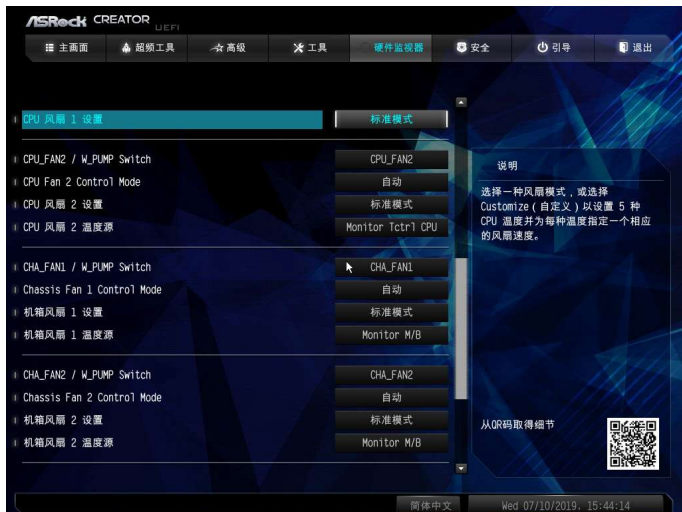 ASRock CREATOR UEFI
主画面 超频工具 高级 工具 硬件监视器 安全 引导 退出
CPU 风扇 1 设置 标准模式
CPU_FAN2 / W_PUMP Switch CPU_FAN2
CPU Fan 2 Control Mode 自动
CPU 风扇 2 设置 标准模式
CPU 风扇 2 温度源 Monitor Tctrl CPU
CHA_FAN1 / W_PUMP Switch CHA_FAN1
Chassis Fan 1 Control Mode 自动
机箱风扇 1 设置 标准模式
机箱风扇 1 温度源 Monitor M/B
CHA_FAN2 / W_PUMP Switch CHA_FAN2
Chassis Fan 2 Control Mode 自动
机箱风扇 2 设置 标准模式
机箱风扇 2 温度源 Monitor M/B
说明
选择一种风扇模式，或选择
Customize（自定义）以设置 5 种
CPU 温度并为每种温度指定一个相应
的风扇速度。
从QR码取得细节
简体中文 Wed 07/10/2019. 15:44:14